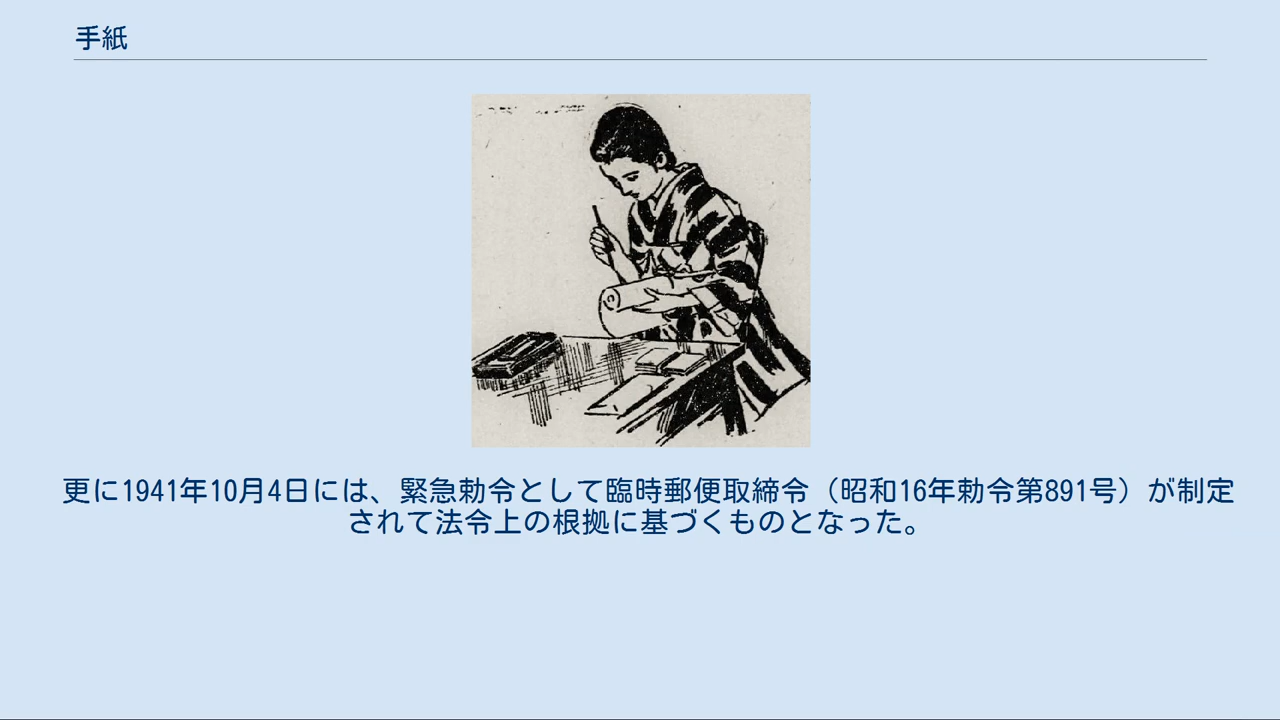 手紙
更に1941年10月4日には、緊急勅令として臨時郵便取締令（昭和16年勅令第891号）が制定
されて法令上の根拠に基づくものとなった。